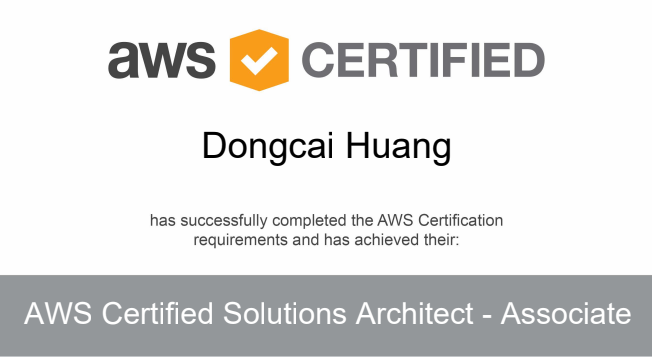 aws CERTIFIED
Dongcai Huang
has successfully completed the AWS Certification
requirements and has achieved their:
AWS Certified Solutions Architect - Associate